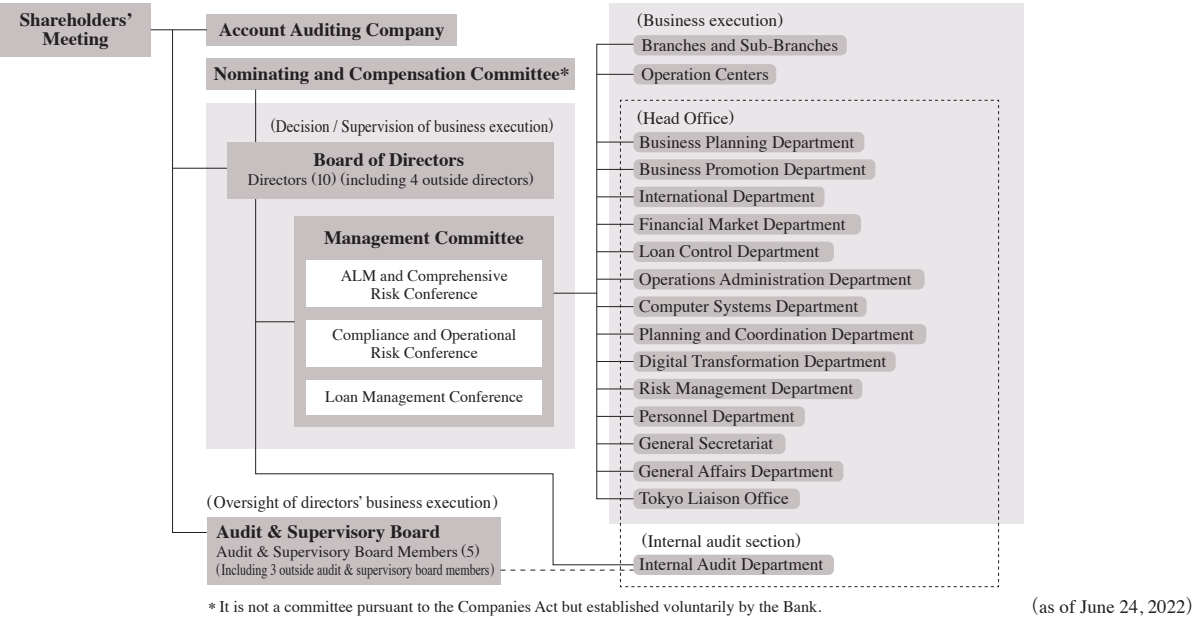 Shareholders’
Meeting
Account Auditing Company
Nominating and Compensation Committee*
(Decision / Supervision of business execution)
Board of Directors
Directors (10) (including 4 outside directors)
Management Committee
ALM and Comprehensive
Risk Conference
Compliance and Operational
Risk Conference
Loan Management Conference
(Oversight of directors’ business execution)
Audit & Supervisory Board
Audit & Supervisory Board Members (5)
(Including 3 outside audit & supervisory board members)
(Business execution)
Branches and Sub-Branches
Operation Centers
(Head Office)
Business Planning Department
Business Promotion Department
International Department
Financial Market Department
Loan Control Department
Operations Administration Department
Computer Systems Department
Planning and Coordination Department
Digital Transformation Department
Risk Management Department
Personnel Department
General Secretariat
General Affairs Department
Tokyo Liaison Office
(Internal audit section)
Internal Audit Department
* It is not a committee pursuant to the Companies Act but established voluntarily by the Bank.
(as of June 24, 2022)